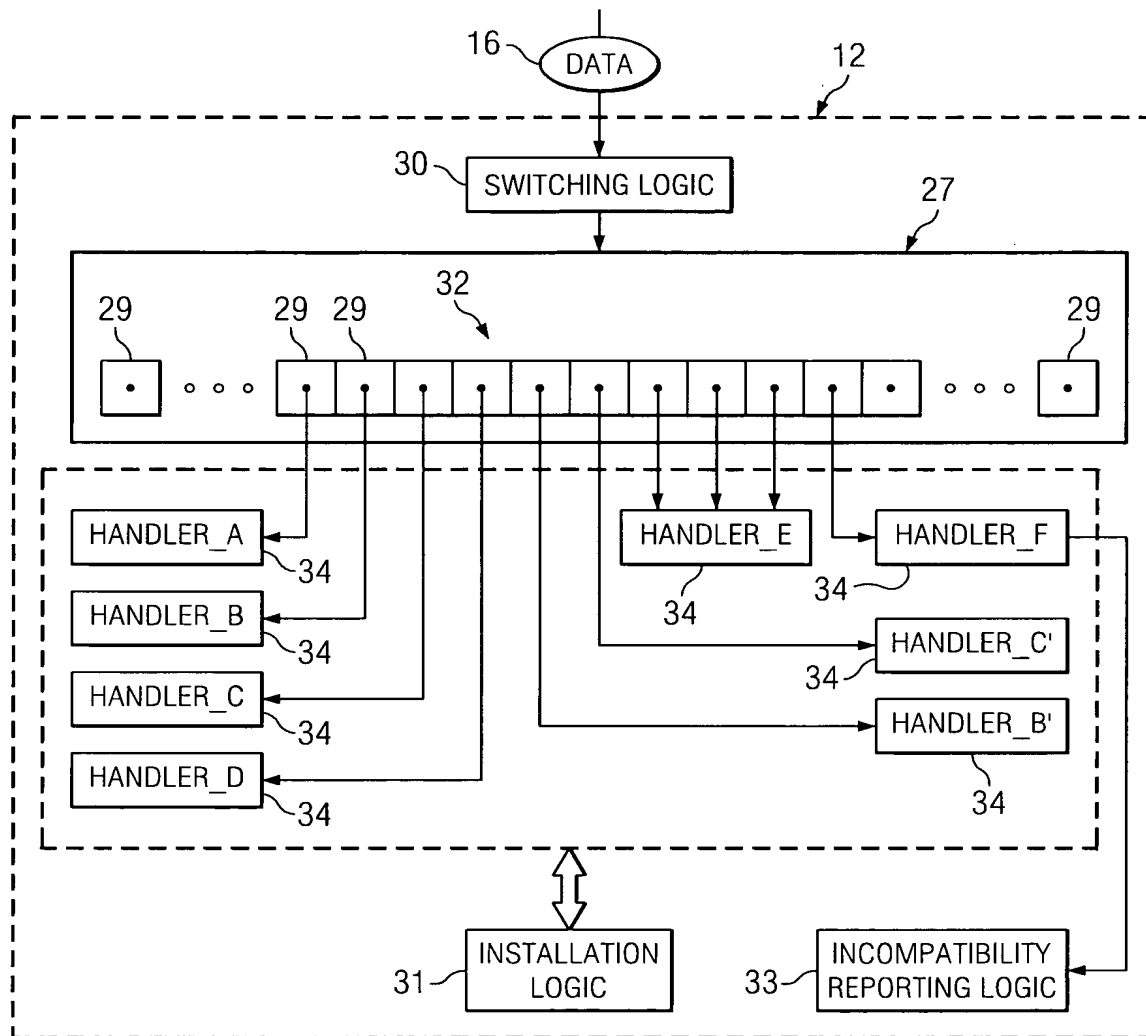 16
DATA
12
30
SWITCHING LOGIC
27
32
29
29
29
29
HANDLER_A
34
HANDLER_B
34
HANDLER_C
34
HANDLER_D
34
HANDLER_E
34
HANDLER_F
34
HANDLER_C'
34
HANDLER_B'
34
31
INSTALLATION
LOGIC
33
INCOMPATIBILITY
REPORTING LOGIC